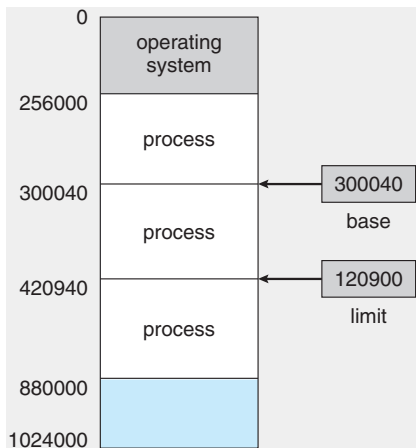 0
operating
system
256000
process
300040
300040
base
process
420940
120900
limit
process
880000
1024000